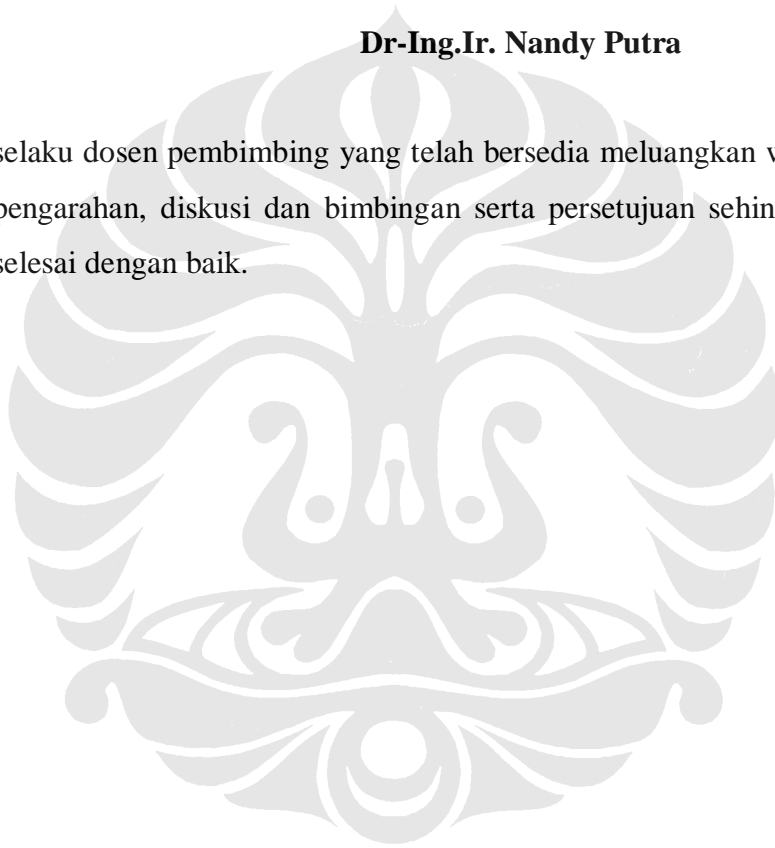 Dr-Ing.Ir. Nandy Putra
selaku dosen pembimbing yang telah bersedia meluangkan
pengarahan, diskusi dan bimbingan serta persetujuan
selesai dengan baik.